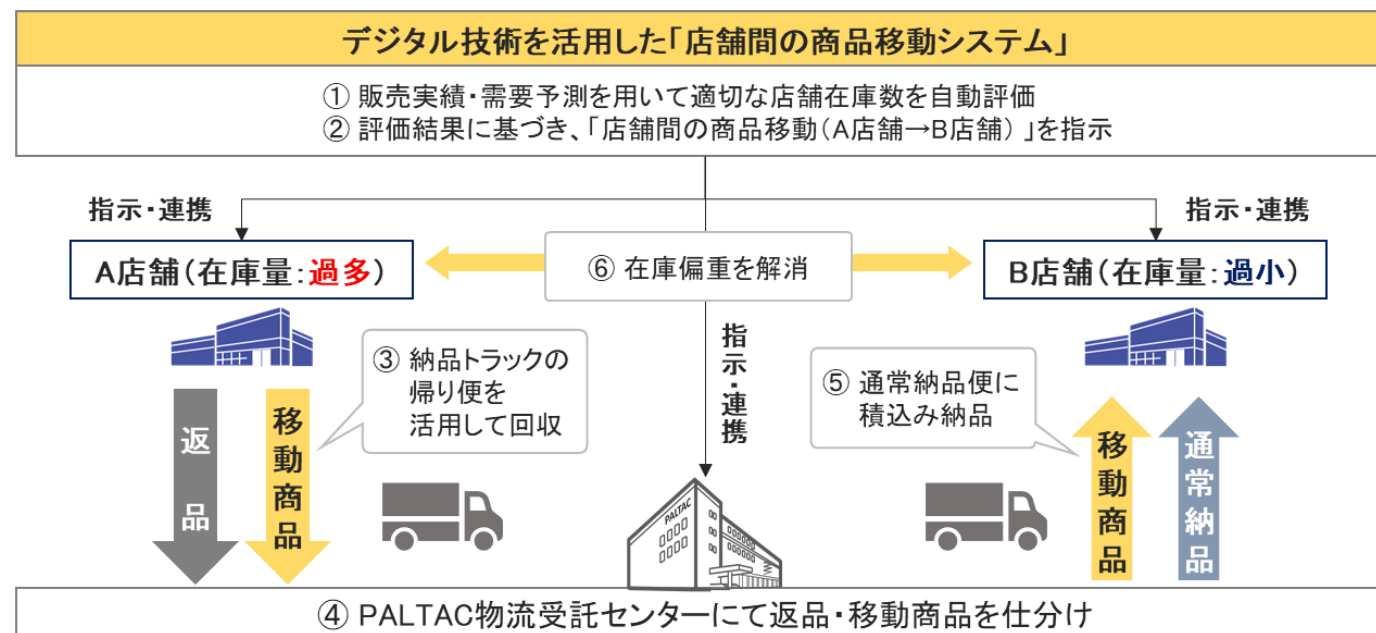 デジタル技術を活用した「店舗間の商品移動システム」
① 販売実績・需要予測を用いて適切な店舗在庫数を自動評価
② 評価結果に基づき、「店舗間の商品移動(A店舗→B店舗)」を指示
指示・連携
指示・連携
A店舗(在庫量:過多)
⑥ 在庫偏重を解消
B店舗(在庫量:過小)
③ 納品トラックの
帰り便を
活用して回収
指示・連携
⑤ 通常納品便に
積込み納品
返品
移動商品
PALTAC
移動商品
通常納品
④ PALTAC物流受託センターにて返品・移動商品を仕分け